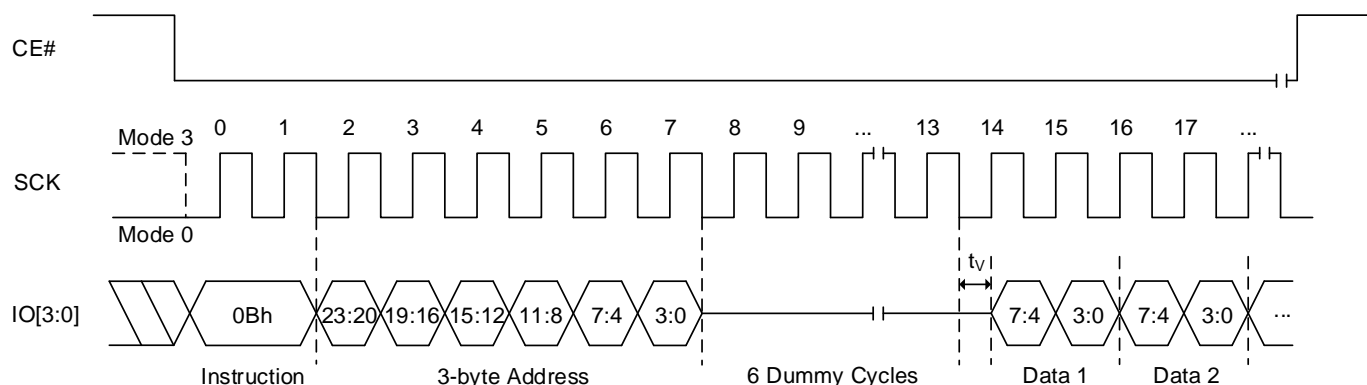 CE#
Mode 3
0 1 2 3 4 5 6 7 8 9 ... 13 14 15 16 17 ...
SCK
Mode 0
tV
IO[3:0]
0Bh 23:20 19:16 15:12 11:8 7:4 3:0 7:4 3:0 7:4 3:0 ...
Instruction 3-byte Address 6 Dummy Cycles Data 1 Data 2